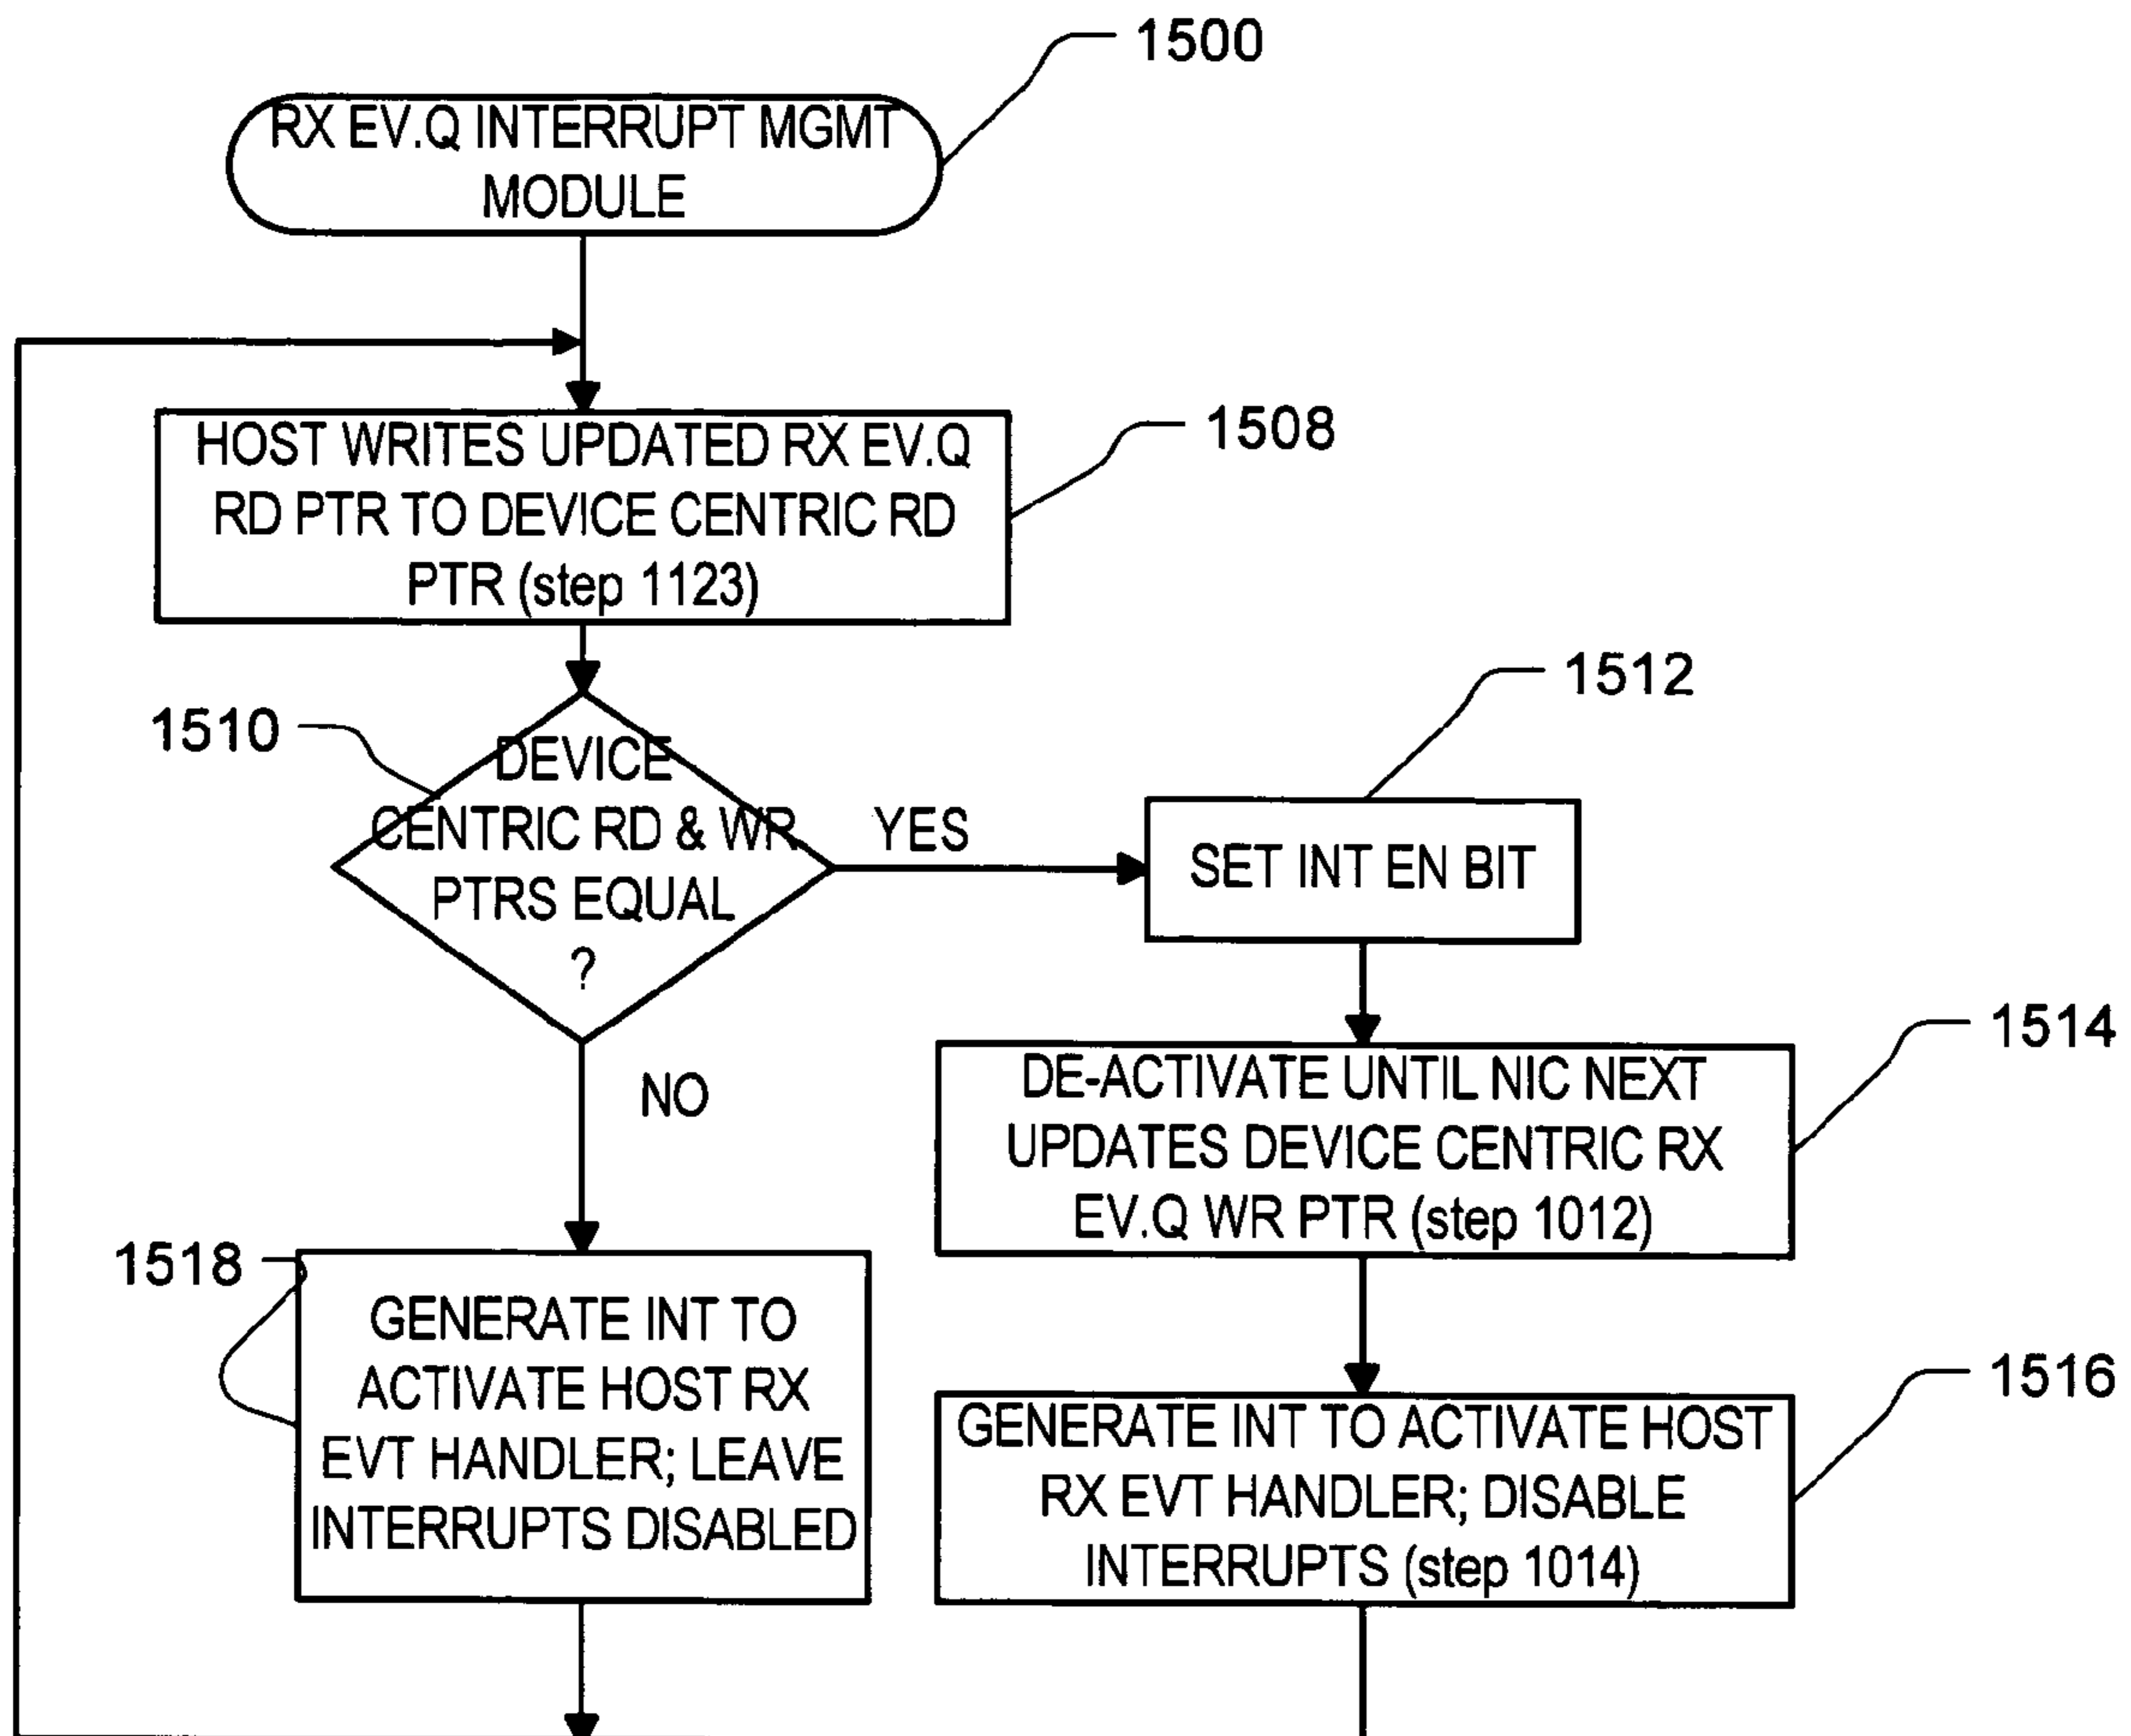 1500
RX EV.Q INTERRUPT MGMT
MODULE
1508
HOST WRITES UPDATED RX EV.Q
RD PTR TO DEVICE CENTRIC RD
PTR (step 1123)
1510
DEVICE
CENTRIC RD & WR
PTRS EQUAL
?
YES
NO
1512
SET INT EN BIT
1514
DE-ACTIVATE UNTIL NIC NEXT
UPDATES DEVICE CENTRIC RX
EV.Q WR PTR (step 1012)
1518
GENERATE INT TO
ACTIVATE HOST RX
EVT HANDLER; LEAVE
INTERRUPTS DISABLED
1516
GENERATE INT TO ACTIVATE HOST
RX EVT HANDLER; DISABLE
INTERRUPTS (step 1014)